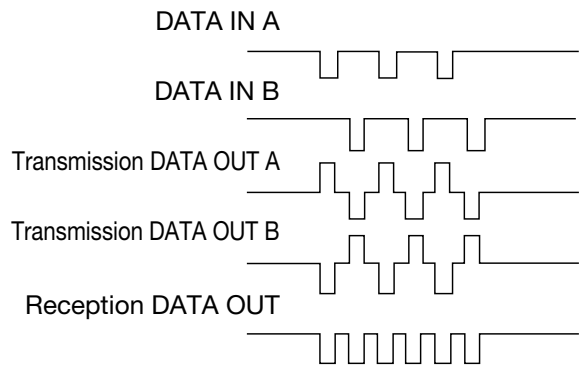 DATA IN A
DATA IN B
Transmission DATA OUT A
Transmission DATA OUT B
Reception DATA OUT